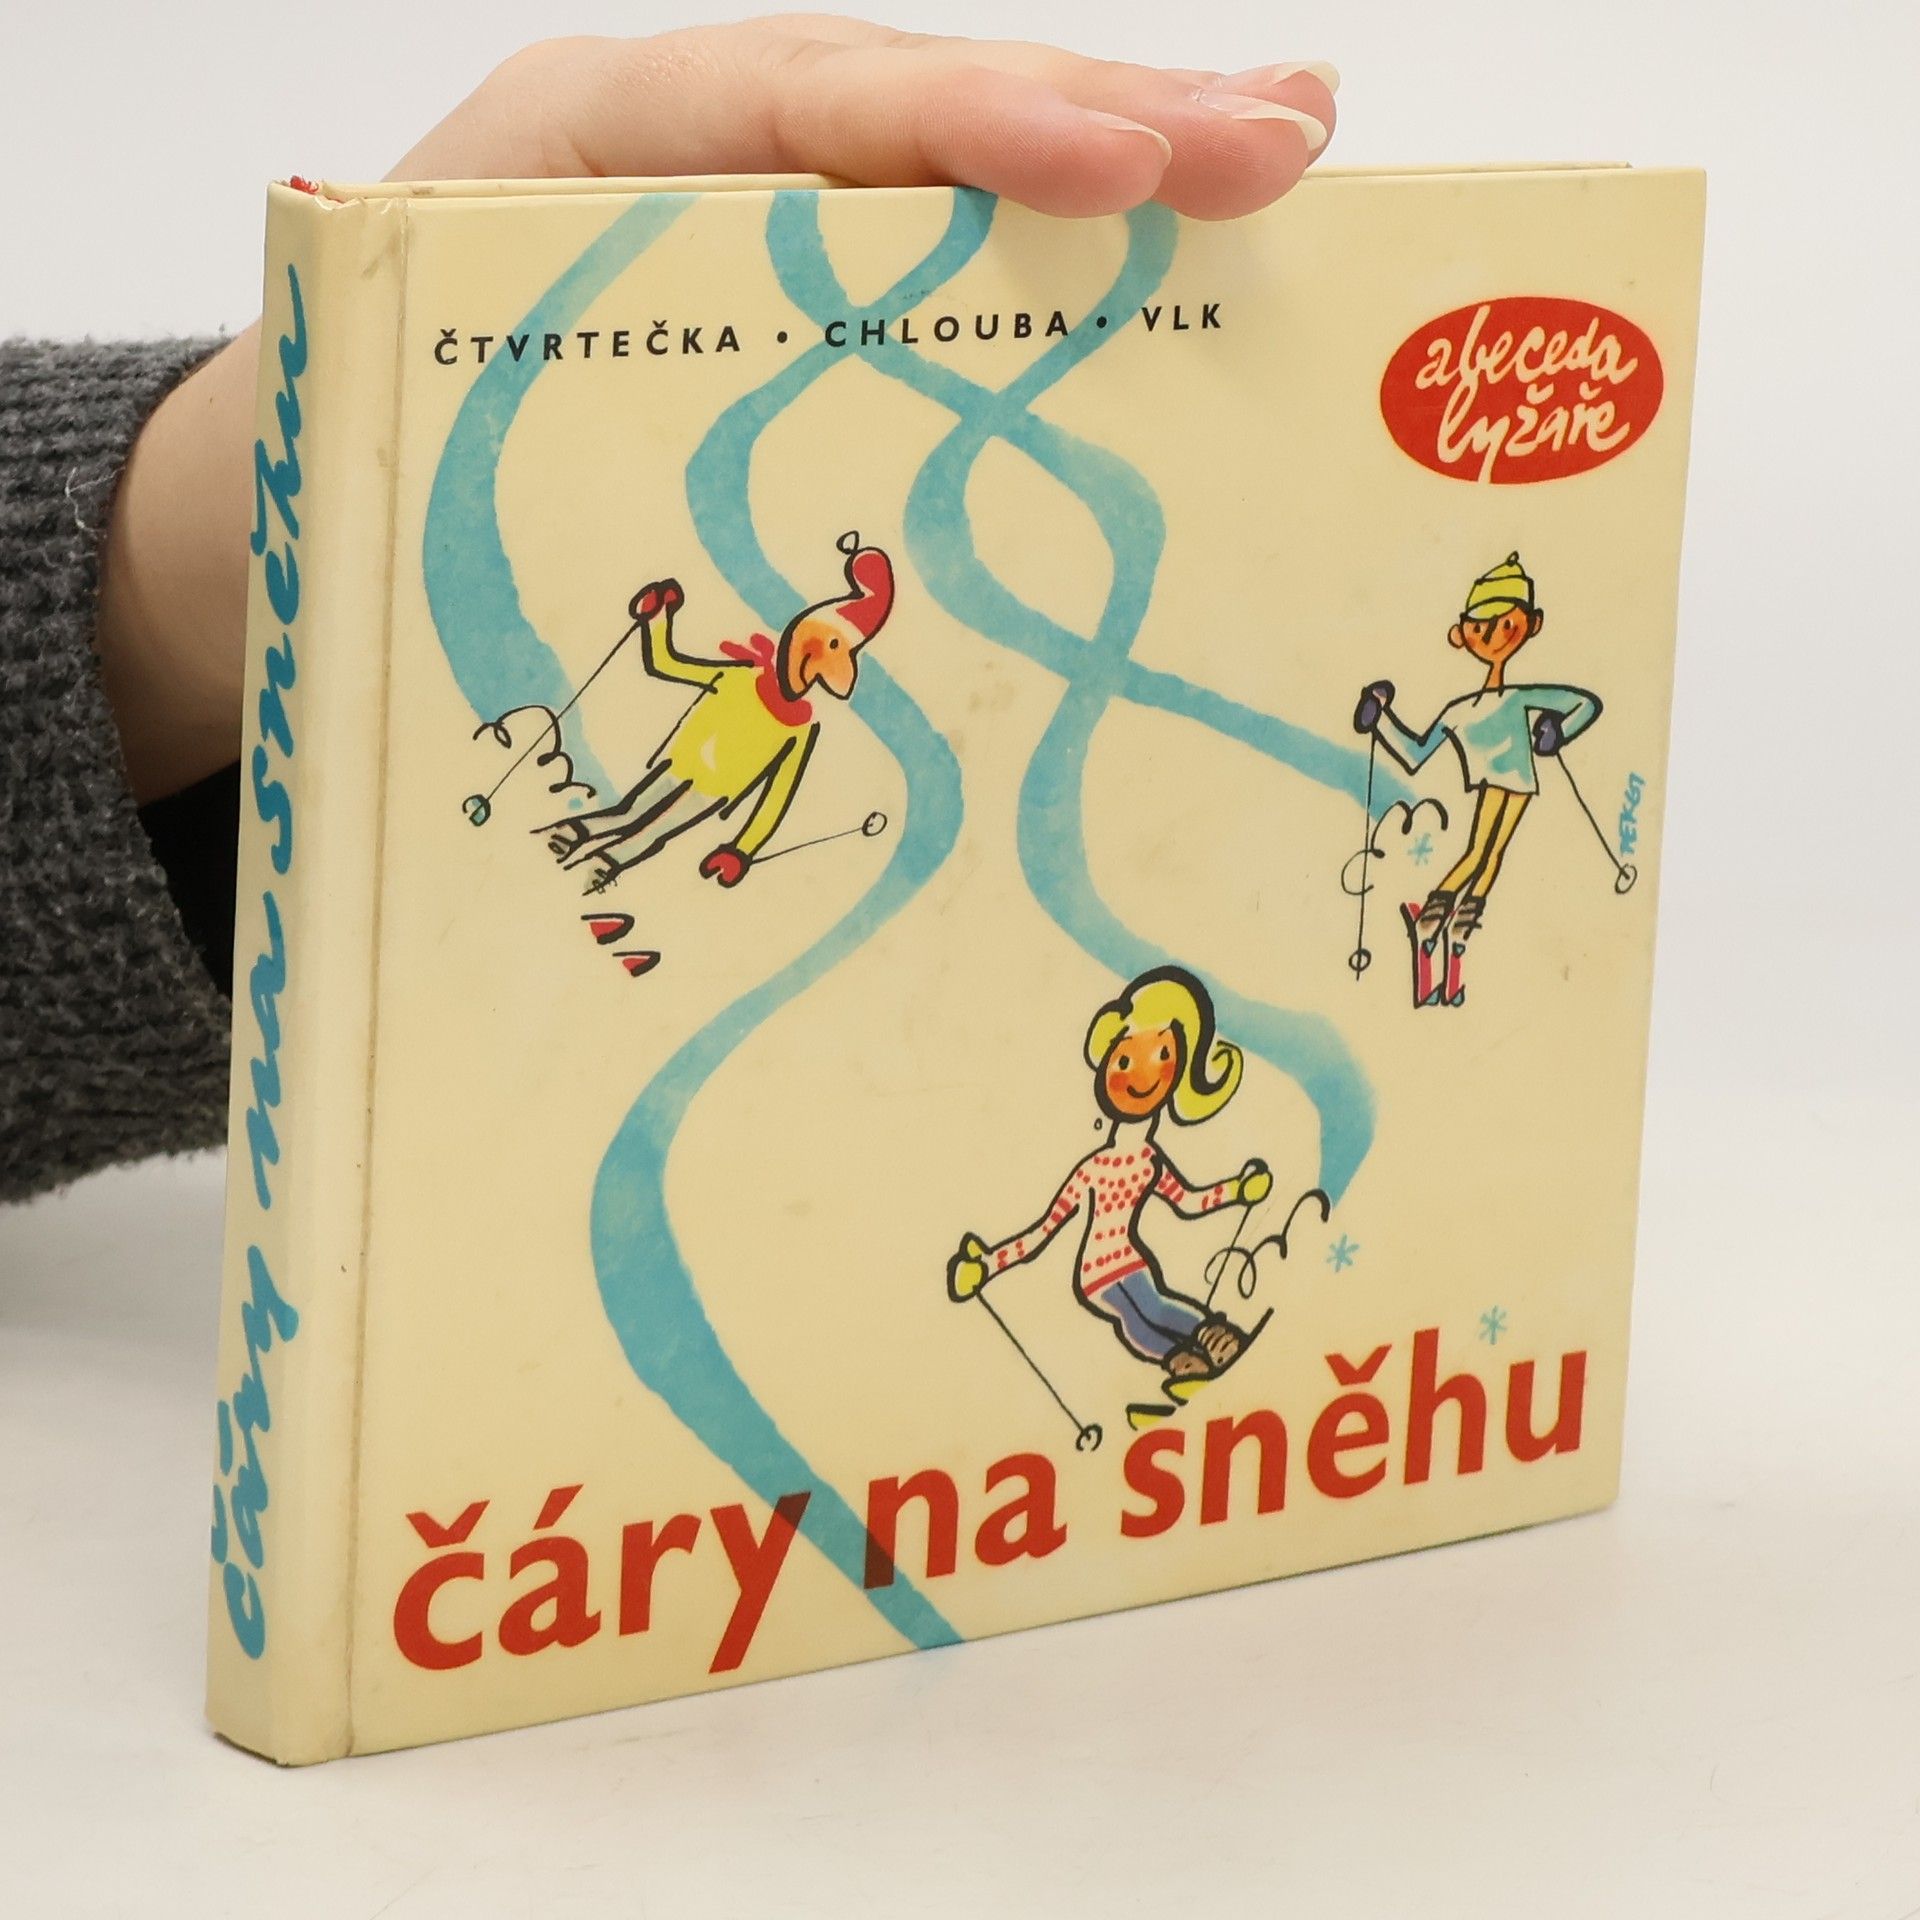 čáry na sněhu
ČTVRTEČKA • CHLOUBA • VLK
abeceda
lyžaře
čáry na sněhu